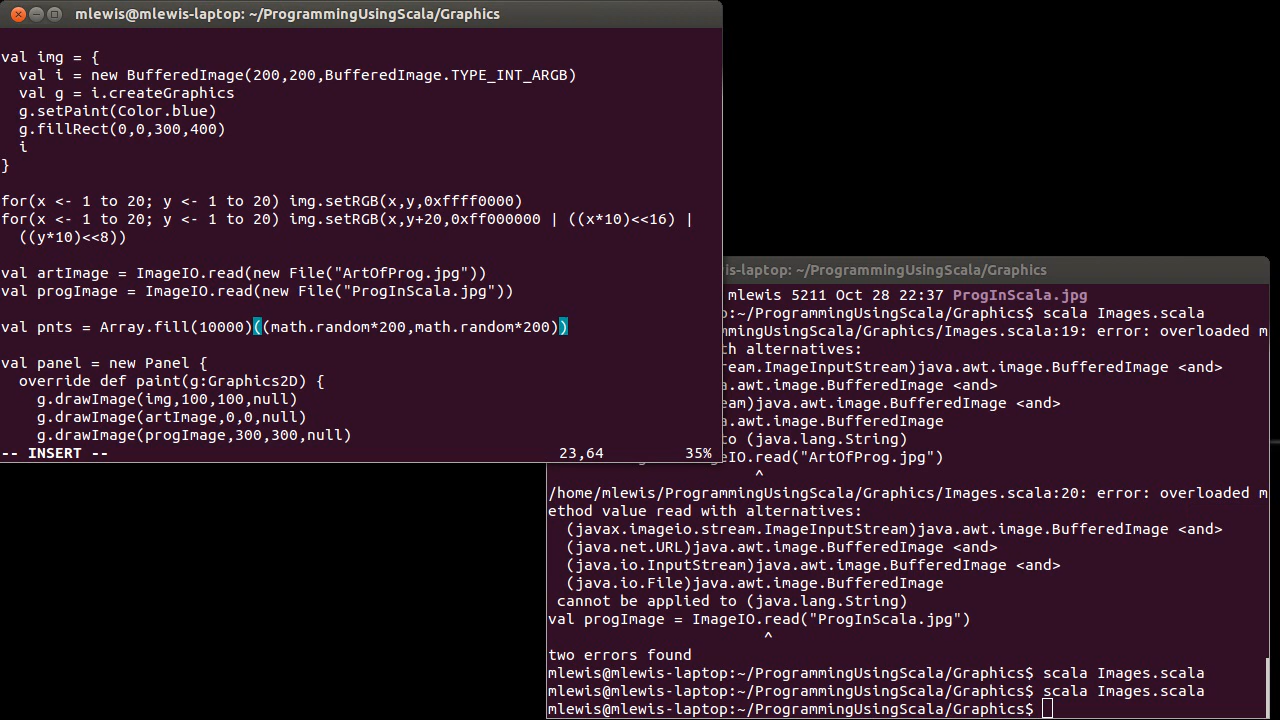 mlewis@mlewis-laptop: ~/ProgrammingUsingScala/Graphics
val img = {
  val i = new BufferedImage(200,200,BufferedImage.TYPE_INT_ARGB)
  val g = i.createGraphics
  g.setPaint(Color.blue)
  g.fillRect(0,0,300,400)
  i
}
for(x <- 1 to 20; y <- 1 to 20) img.setRGB(x,y,0xffff0000)
for(x <- 1 to 20; y <- 1 to 20) img.setRGB(x,y+20,0xff000000 | ((x*10)<<16) |
  ((y*10)<<8))
val artImage = ImageIO.read(new File("ArtOfProg.jpg"))
val progImage = ImageIO.read(new File("ProgInScala.jpg"))
val pnts = Array.fill(10000)((math.random*200,math.random*200))
val panel = new Panel {
  override def paint(g:Graphics2D) {
    g.drawImage(img,100,100,null)
    g.drawImage(artImage,0,0,null)
    g.drawImage(progImage,300,300,null)
-- INSERT -- 23,64 35%
is-laptop: ~/ProgrammingUsingScala/Graphics
mlewis 5211 Oct 28 22:37 ProgInScala.jpg
p:~/ProgrammingUsingScala/Graphics$ scala Images.scala
mmingUsingScala/Graphics/Images.scala:19: error: overloaded m
th alternatives:
ream.ImageInputStream)java.awt.image.BufferedImage <and>
a.awt.image.BufferedImage <and>
eam)java.awt.image.BufferedImage <and>
a.awt.image.BufferedImage
to (java.lang.String)
eIO.read("ArtOfProg.jpg")
^
/home/mlewis/ProgrammingUsingScala/Graphics/Images.scala:20: error: overloaded m
ethod value read with alternatives:
  (javax.imageio.stream.ImageInputStream)java.awt.image.BufferedImage <and>
  (java.net.URL)java.awt.image.BufferedImage <and>
  (java.io.InputStream)java.awt.image.BufferedImage <and>
  (java.io.File)java.awt.image.BufferedImage
 cannot be applied to (java.lang.String)
val progImage = ImageIO.read("ProgInScala.jpg")
^
two errors found
mlewis@mlewis-laptop:~/ProgrammingUsingScala/Graphics$ scala Images.scala
mlewis@mlewis-laptop:~/ProgrammingUsingScala/Graphics$ scala Images.scala
mlewis@mlewis-laptop:~/ProgrammingUsingScala/Graphics$